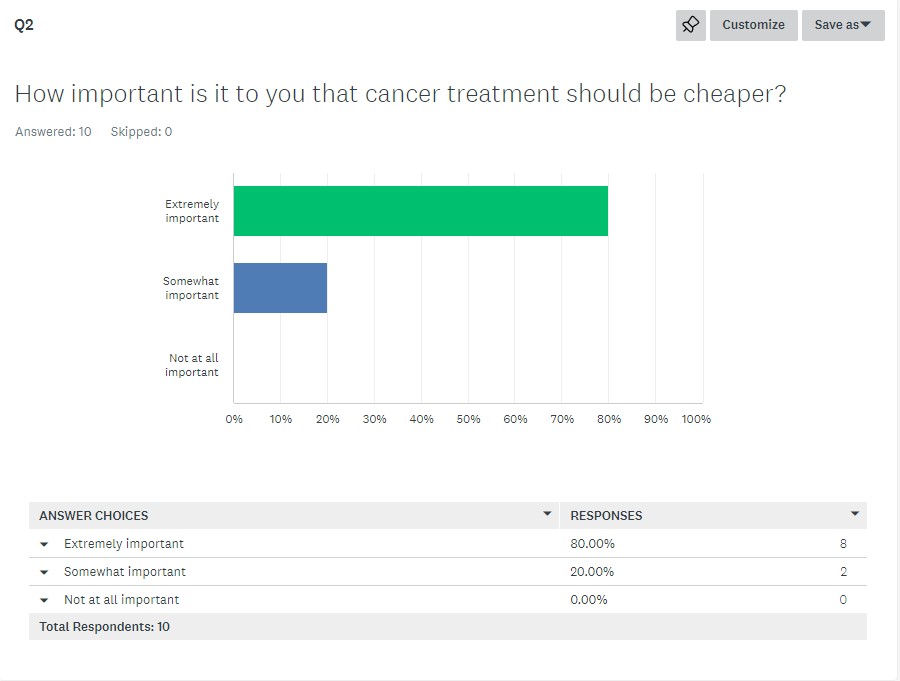 Q2
Customize
Save as
How important is it to you that cancer treatment should be cheaper?
Answered: 10 Skipped: 0
Extremely
important
Somewhat
important
Not at all
important
0% 10% 20% 30% 40% 50% 60% 70% 80% 90% 100%
ANSWER CHOICES RESPONSES
Extremely important 80.00% 8
Somewhat important 20.00% 2
Not at all important 0.00% 0
Total Respondents: 10